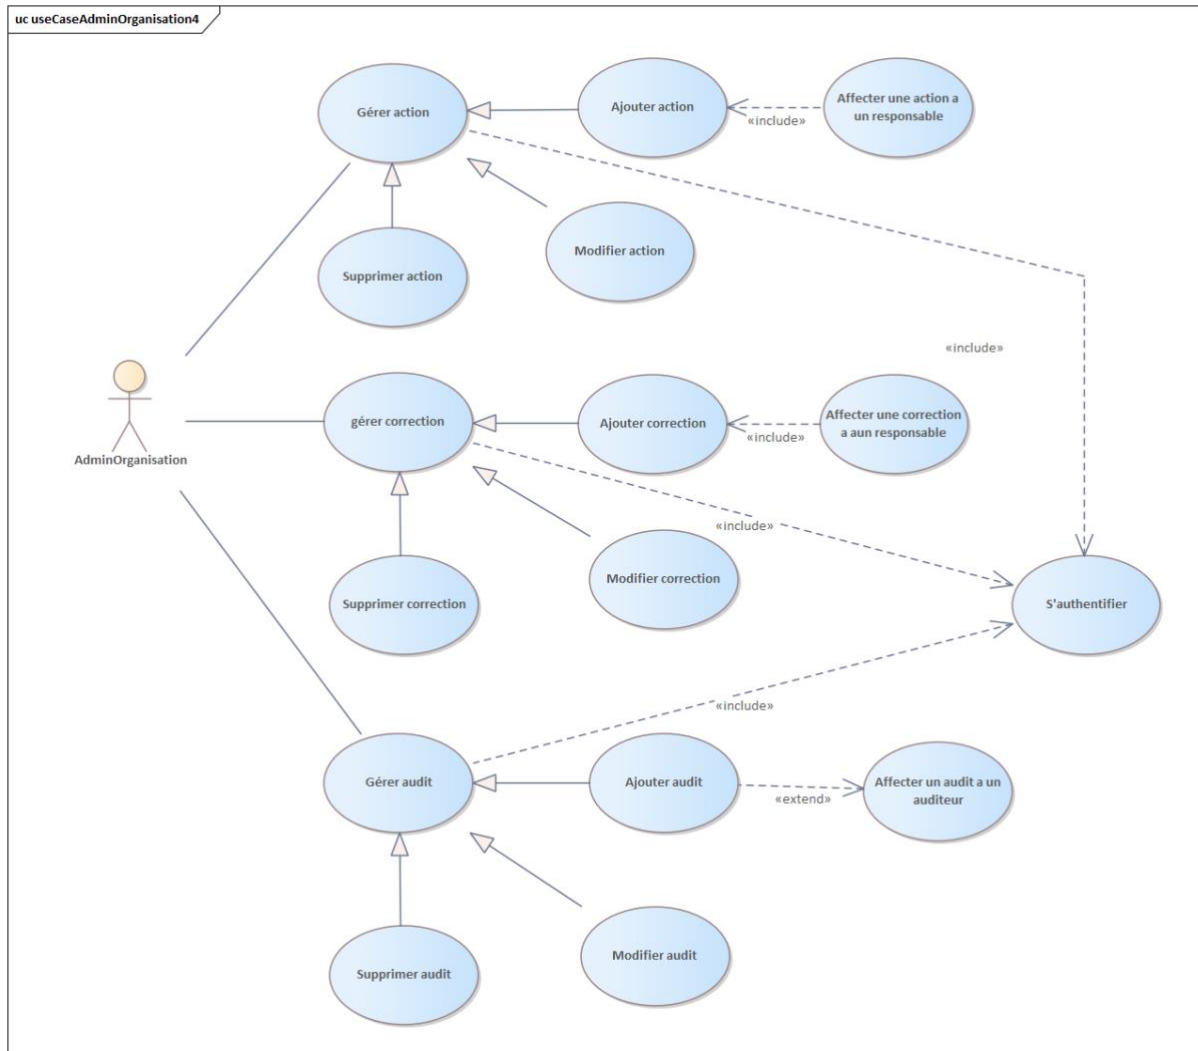 uc useCaseAdminOrganisation4
Gérer action
Ajouter action
«include»
Affecter une action a
un responsable
Supprimer action
Modifier action
«include»
AdminOrganisation
gérer correction
Ajouter correction
«include»
Affecter une correction
a aun responsable
«include»
Supprimer correction
Modifier correction
S'authentifier
«include»
Gérer audit
Ajouter audit
«extend»
Affecter un audit a un
auditeur
Supprimer audit
Modifier audit